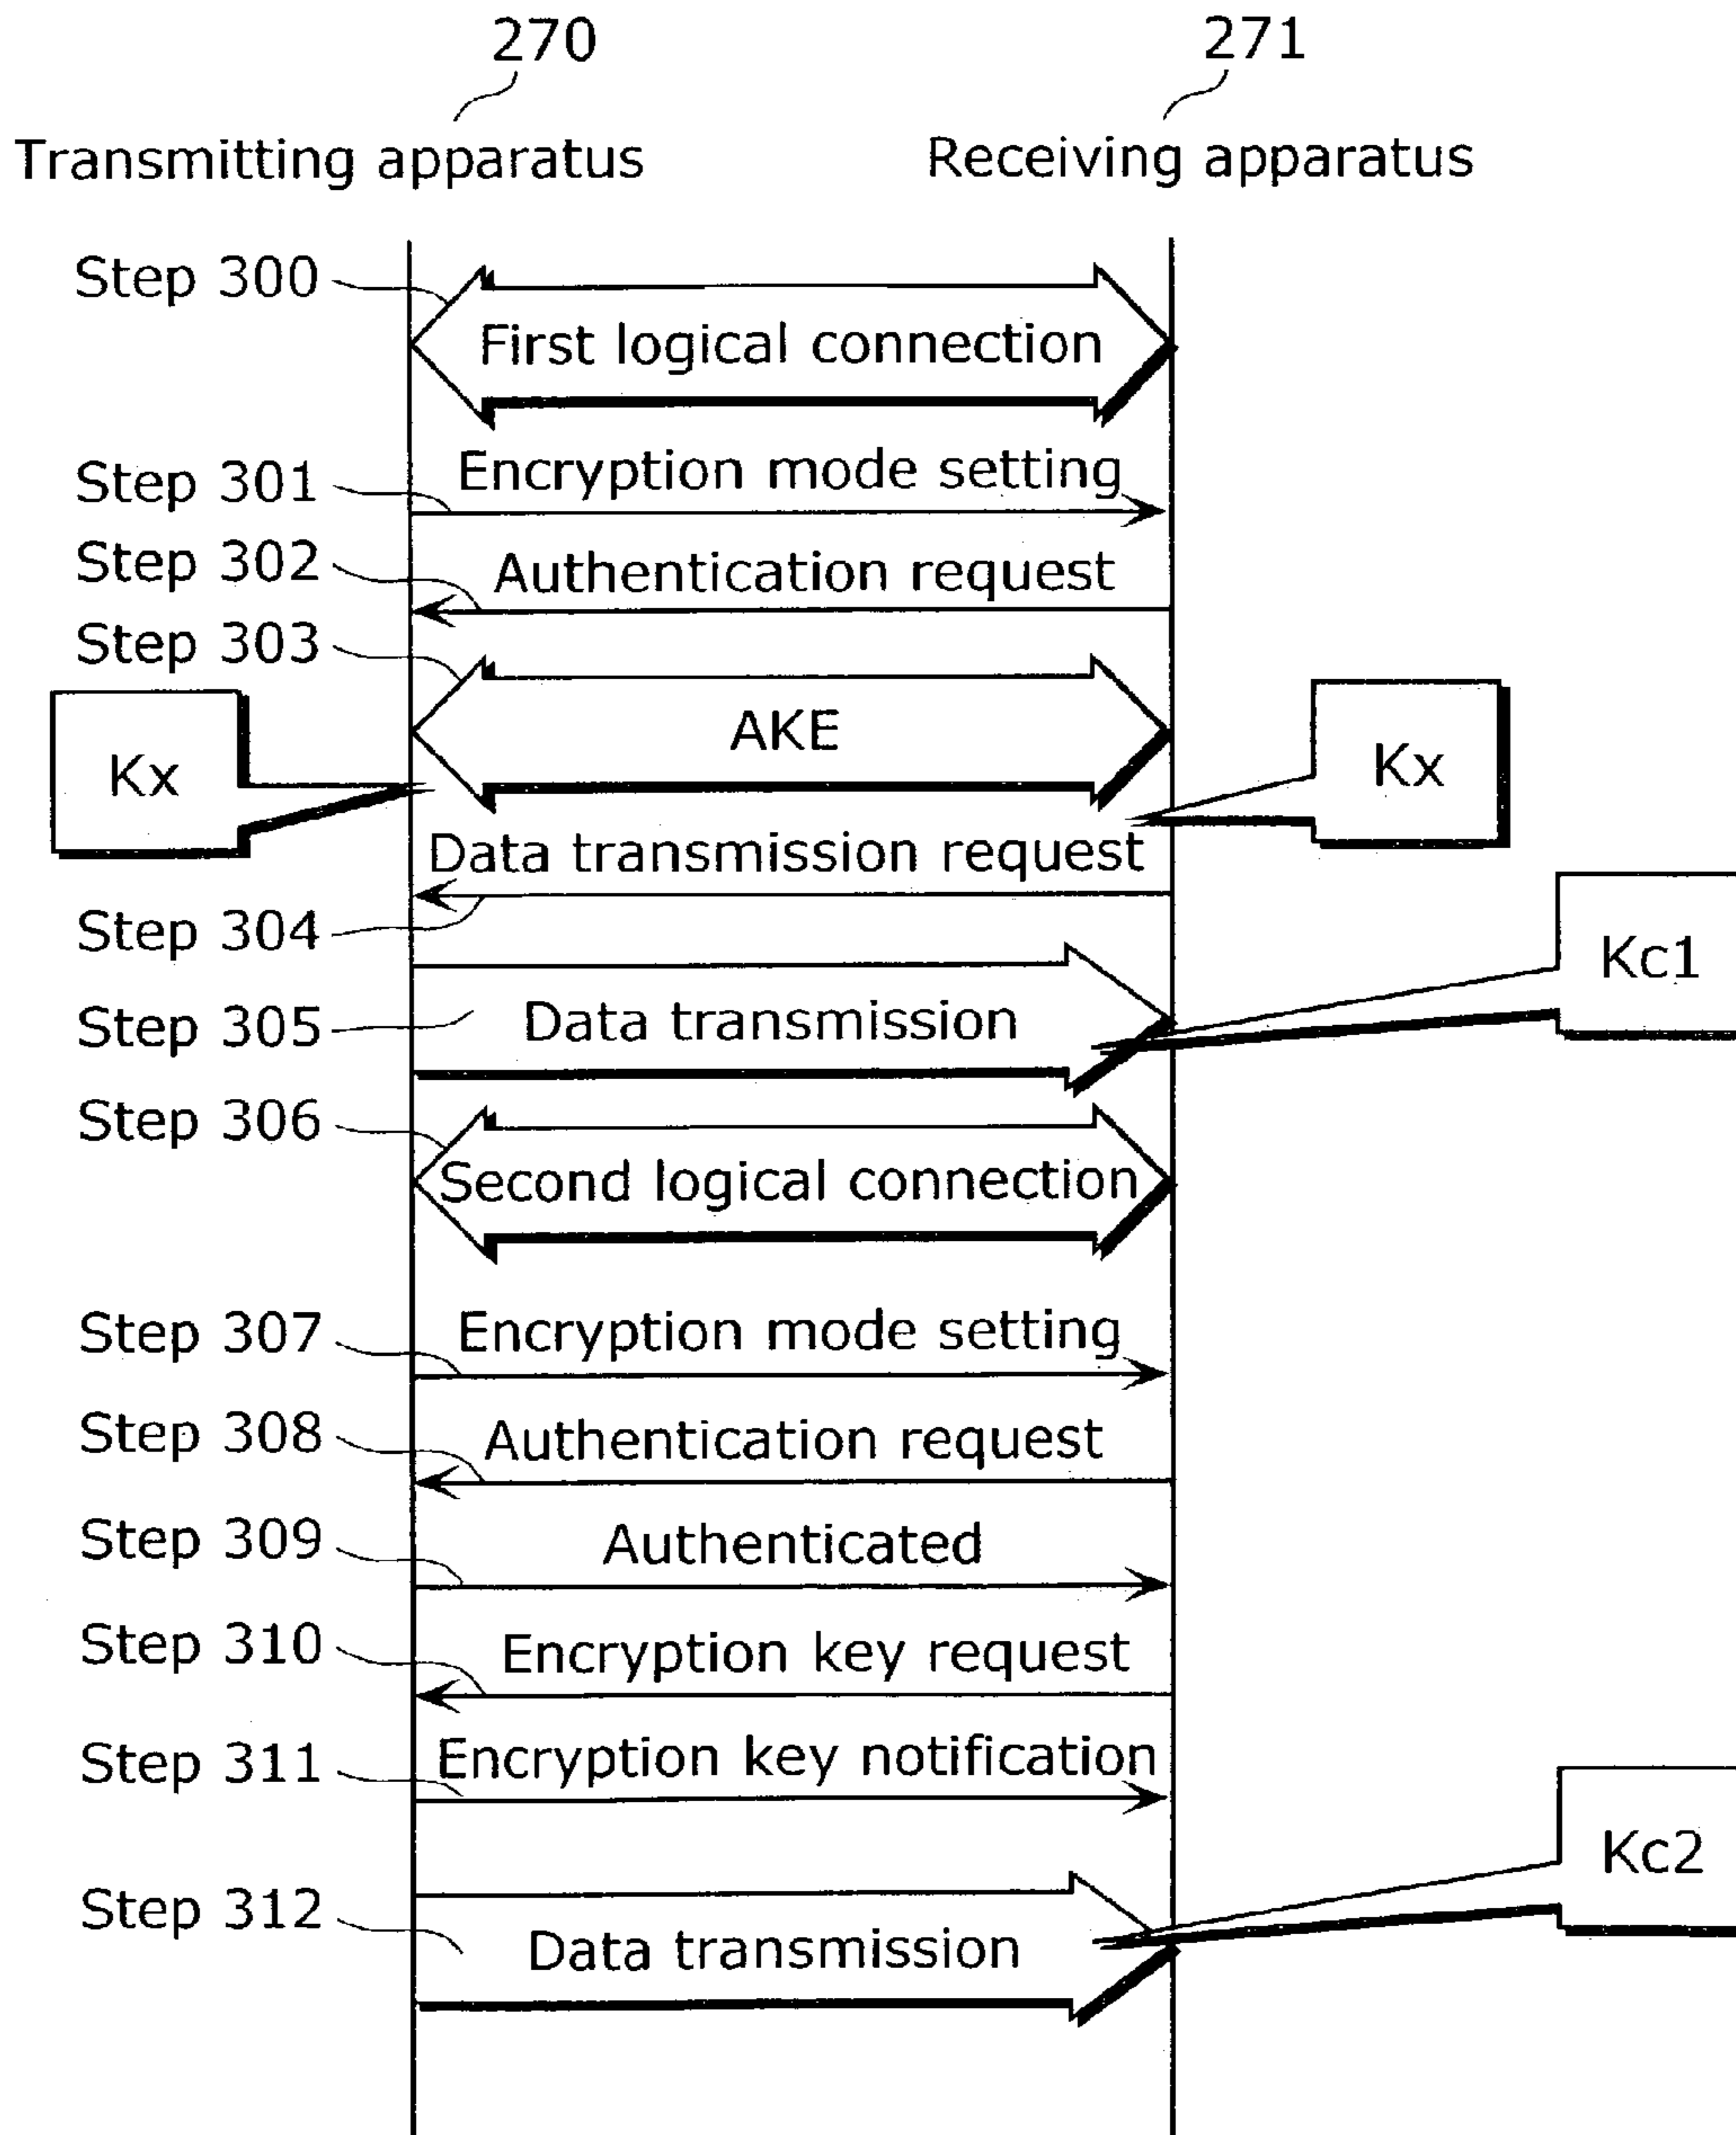 270
271
Transmitting apparatus
Receiving apparatus
Step 300
First logical connection
Step 301
Encryption mode setting
Step 302
Authentication request
Step 303
AKE
Kx
Kx
Data transmission request
Step 304
Kc1
Step 305
Data transmission
Step 306
Second logical connection
Step 307
Encryption mode setting
Step 308
Authentication request
Step 309
Authenticated
Step 310
Encryption key request
Step 311
Encryption key notification
Kc2
Step 312
Data transmission